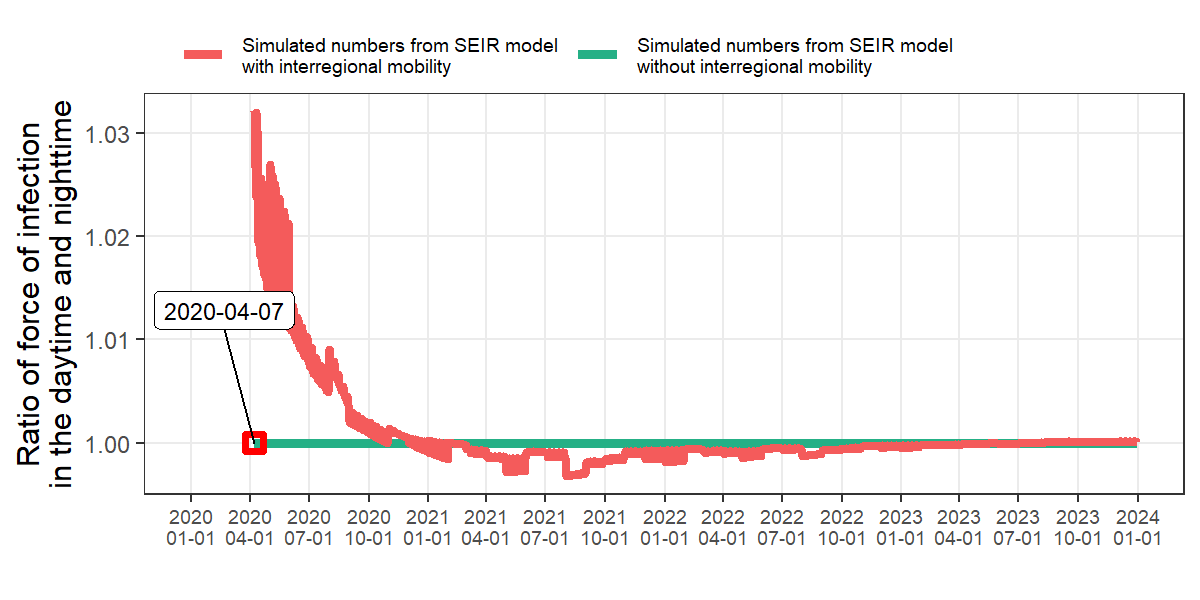 Simulated numbers from SEIR model
with interregional mobility
Simulated numbers from SEIR model
without interregional mobility
Ratio of force of infection
in the daytime and nighttime
1.03
1.02
1.01
1.00
2020-04-07
2020 2020 2020 2020 2021 2021 2021 2021 2022 2022 2022 2022 2023 2023 2023 2023 2024
01-01 04-01 07-01 10-01 01-01 04-01 07-01 10-01 01-01 04-01 07-01 10-01 01-01 04-01 07-01 10-01 01-01